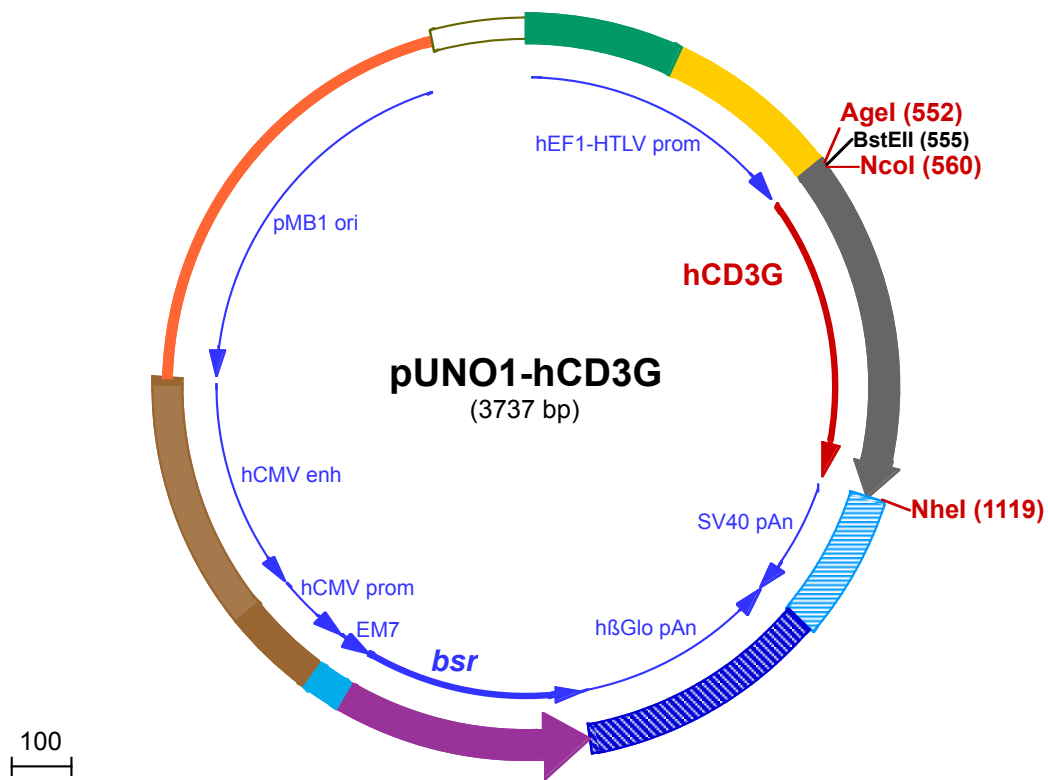 hEF1-HTLV prom
AgeI (552)
BstEII (555)
NcoI (560)
pMB1 ori
hCD3G
pUNO1-hCD3G
(3737 bp)
hCMV enh
NheI (1119)
SV40 pAn
hCMV prom
hßGlo pAn
EM7
bsr
100